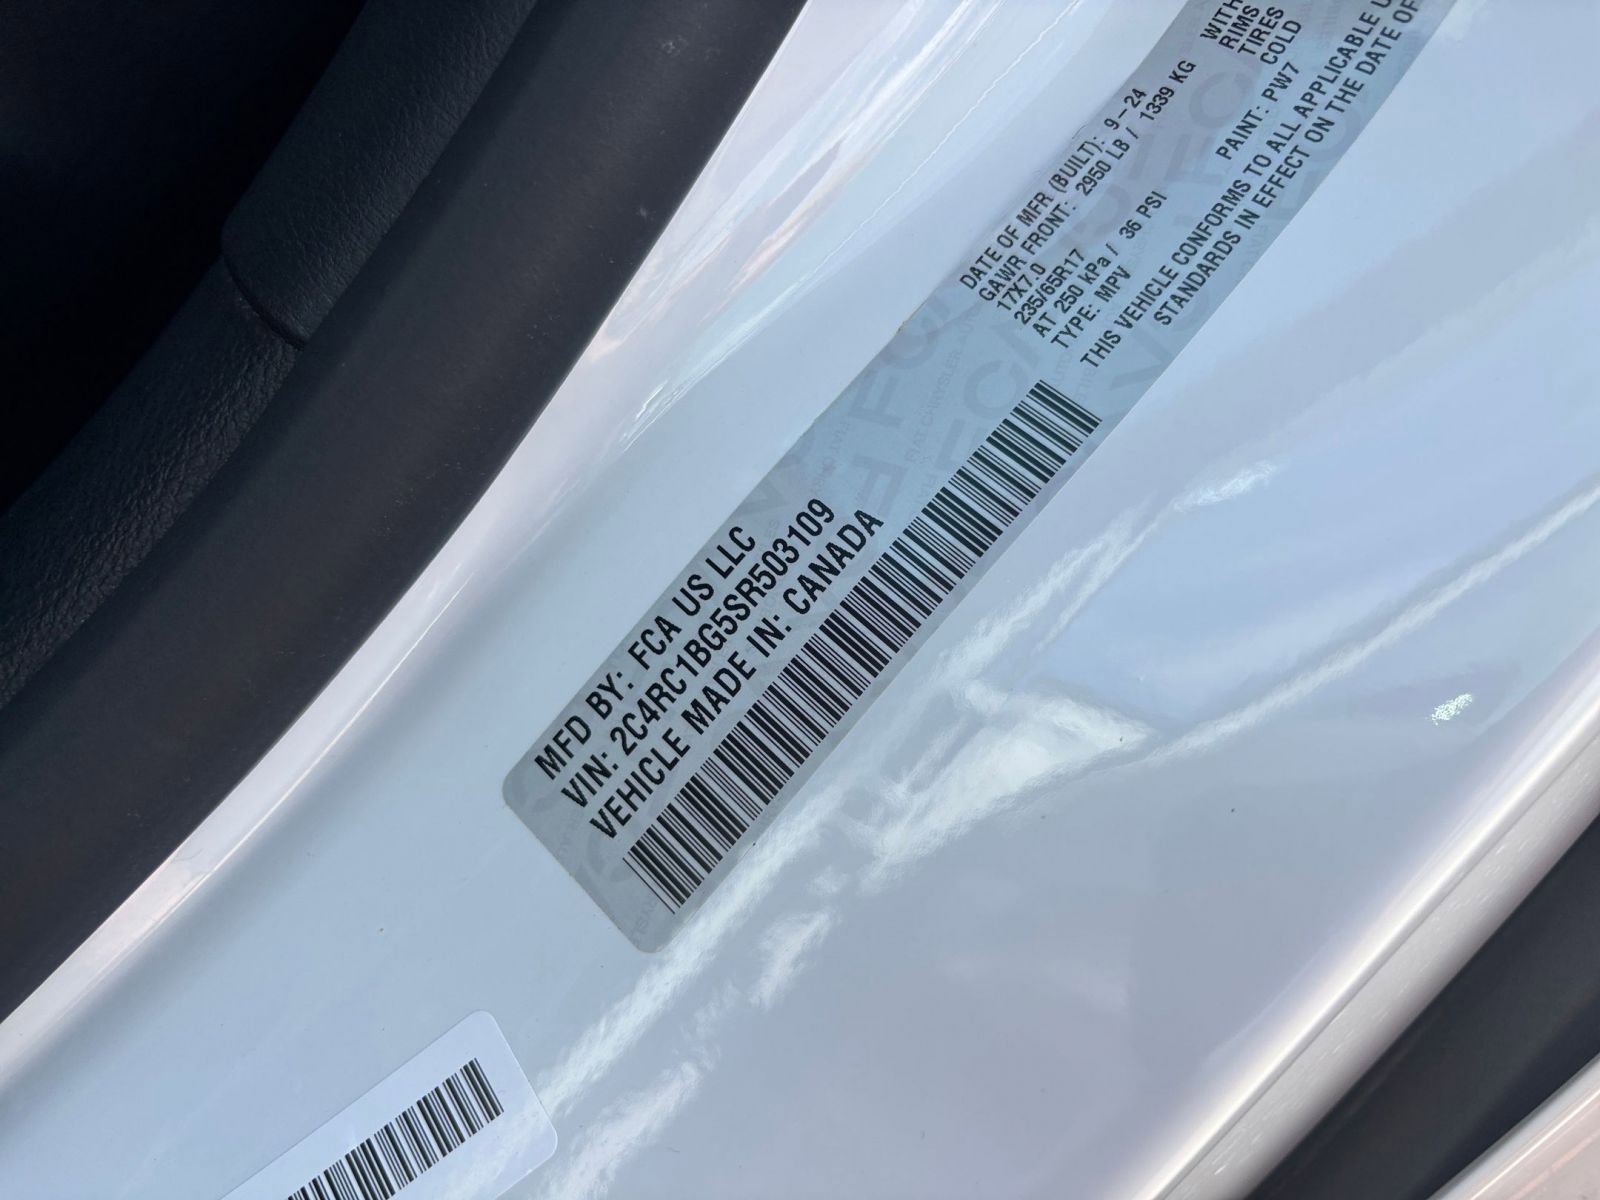 MFD BY: FCA US LLC
VIN: 2C4RC1BG5SR503109
VEHICLE MADE IN: CANADA
DATE OF MFR (BUILT): 9-24
GAWR FRONT: 2950 LB / 1339 KG WITH
17X7.0 RIMS
235/65R17 TIRES
AT 250 kPa / 36 PSI COLD
TYPE: MPV PAINT: PW7
THIS VEHICLE CONFORMS TO ALL APPLICABLE
STANDARDS IN EFFECT ON THE DATE OF